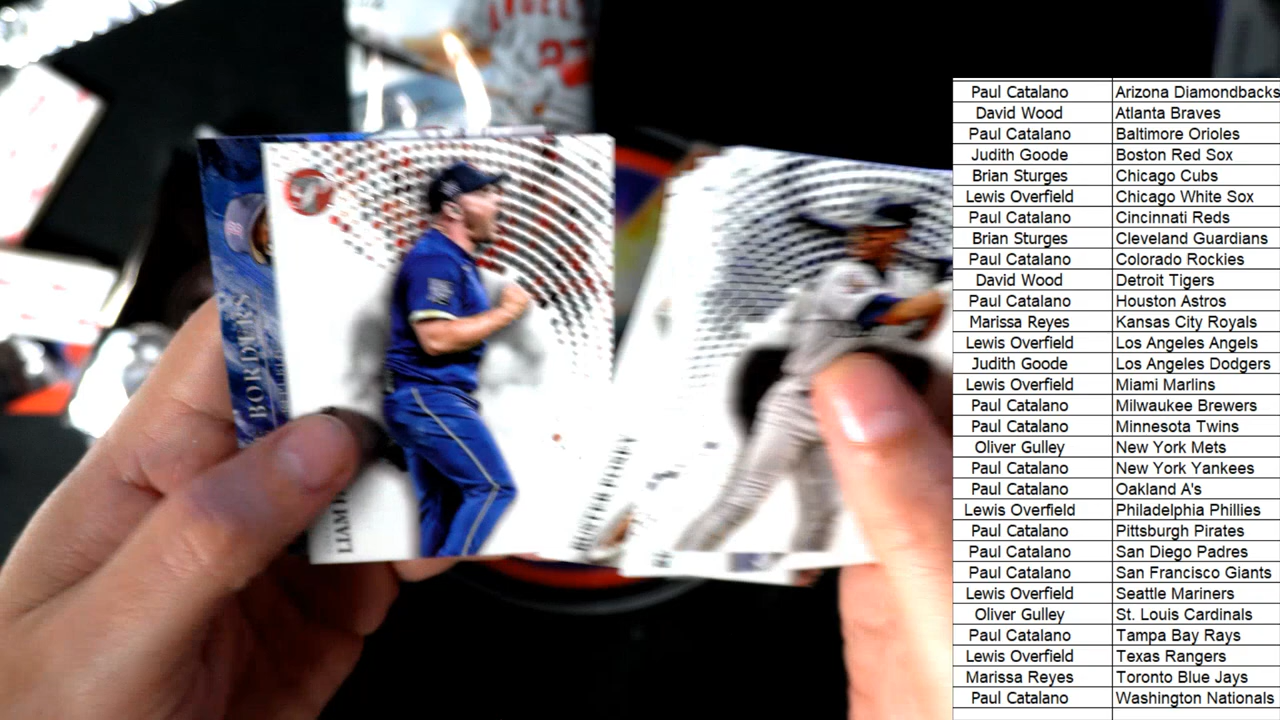 ANGELS
27
BORDERS
LIAM
BUSTER POSEY
Paul Catalano Arizona Diamondbacks
David Wood Atlanta Braves
Paul Catalano Baltimore Orioles
Judith Goode Boston Red Sox
Brian Sturges Chicago Cubs
Lewis Overfield Chicago White Sox
Paul Catalano Cincinnati Reds
Brian Sturges Cleveland Guardians
Paul Catalano Colorado Rockies
David Wood Detroit Tigers
Paul Catalano Houston Astros
Marissa Reyes Kansas City Royals
Lewis Overfield Los Angeles Angels
Judith Goode Los Angeles Dodgers
Lewis Overfield Miami Marlins
Paul Catalano Milwaukee Brewers
Paul Catalano Minnesota Twins
Oliver Gulley New York Mets
Paul Catalano New York Yankees
Paul Catalano Oakland A's
Lewis Overfield Philadelphia Phillies
Paul Catalano Pittsburgh Pirates
Paul Catalano San Diego Padres
Paul Catalano San Francisco Giants
Lewis Overfield Seattle Mariners
Oliver Gulley St. Louis Cardinals
Paul Catalano Tampa Bay Rays
Lewis Overfield Texas Rangers
Marissa Reyes Toronto Blue Jays
Paul Catalano Washington Nationals